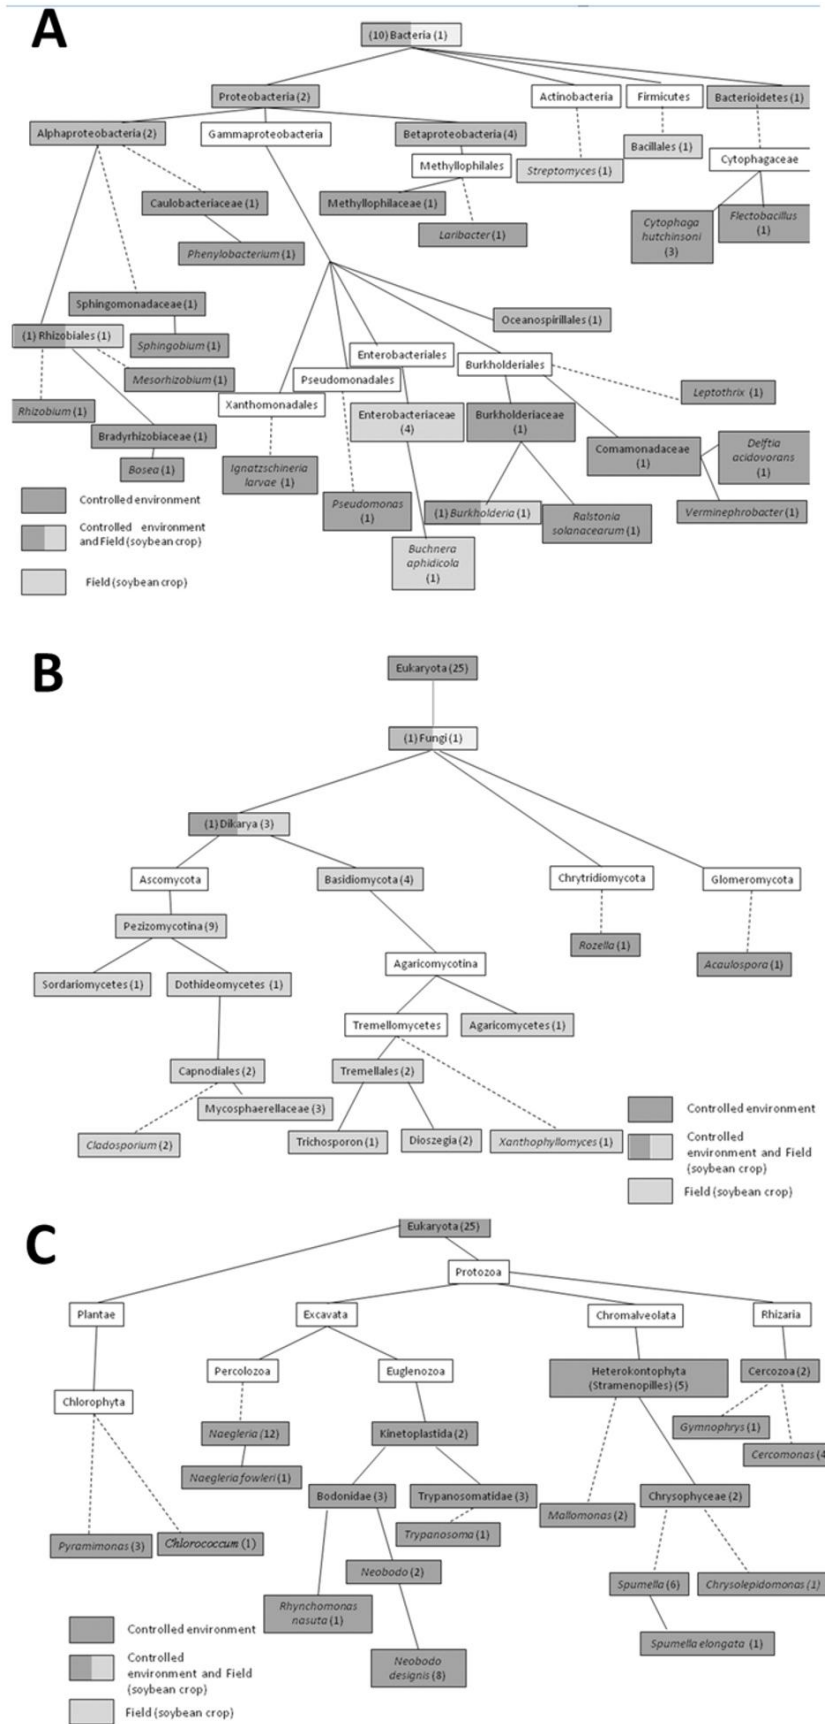 A
(10) Bacteria (1)
Proteobacteria (2)
Actinobacteria
Firmicutes
Bacterioidetes (1)
Alphaproteobacteria (2)
Gammaproteobacteria
Betaproteobacteria (4)
Bacillales (1)
Cytophagaceae
Methyllophilales
Streptomyces (1)
Caulobacteriaceae (1)
Methyllophilaceae (1)
Laribacter (1)
Cytophaga
hutchinsoni
(3)
Flectobacillus
(1)
Phenylobacterium (1)
Sphingomonadaceae (1)
Oceanospirillales (1)
(1) Rhizobiales (1)
Sphingobium (1)
Enterobacteriales
Burkholderiales
Mesorhizobium (1)
Pseudomonadales
Leptothrix (1)
Rhizobium (1)
Xanthomonadales
Enterobacteriaceae
(4)
Burkholderiaceae
(1)
Bradyrhizobiaceae (1)
Comamonadaceae
(1)
Delftia
acidovorans
(1)
Bosea (1)
Ignatzschineria
larvae (1)
Pseudomonas
(1)
(1) Burkholderia (1)
Ralstonia
solanacearum (1)
Verminephrobacter (1)
Buchnera
aphidicola
(1)
Controlled environment
Controlled environment
and Field (soybean crop)
Field (soybean crop)
B
Eukaryota (25)
(1) Fungi (1)
(1) Dikarya (3)
Ascomycota
Basidiomycota (4)
Chrytridiomycota
Glomeromycota
Pezizomycotina (9)
Rozella (1)
Acaulospora (1)
Agaricomycotina
Sordariomycetes (1)
Dothideomycetes (1)
Tremellomycetes
Agaricomycetes (1)
Capnodiales (2)
Tremellales (2)
Mycosphaerellaceae (3)
Cladosporium (2)
Trichosporon (1)
Dioszegia (2)
Xanthophyllomyces (1)
Controlled environment
Controlled
environment and Field
(soybean crop)
Field (soybean crop)
C
Eukaryota (25)
Protozoa
Plantae
Excavata
Chromalveolata
Rhizaria
Percolozoa
Euglenozoa
Heterokontophyta
(Stramenopilles) (5)
Cercozoa (2)
Chlorophyta
Naegleria (12)
Kinetoplastida (2)
Gymnophrys (1)
Cercomonas (4
Naegleria fowleri (1)
Bodonidae (3)
Trypanosomatidae (3)
Chrysophyceae (2)
Mallomonas (2)
Trypanosoma (1)
Pyramimonas (3)
Chlorococcum (1)
Neobodo (2)
Spumella (6)
Chrysolepidomonas (1)
Rhynchomonas
nasuta (1)
Spumella elongata (1)
Neobodo
designis (8)
Controlled environment
Controlled
environment and Field
(soybean crop)
Field (soybean crop)